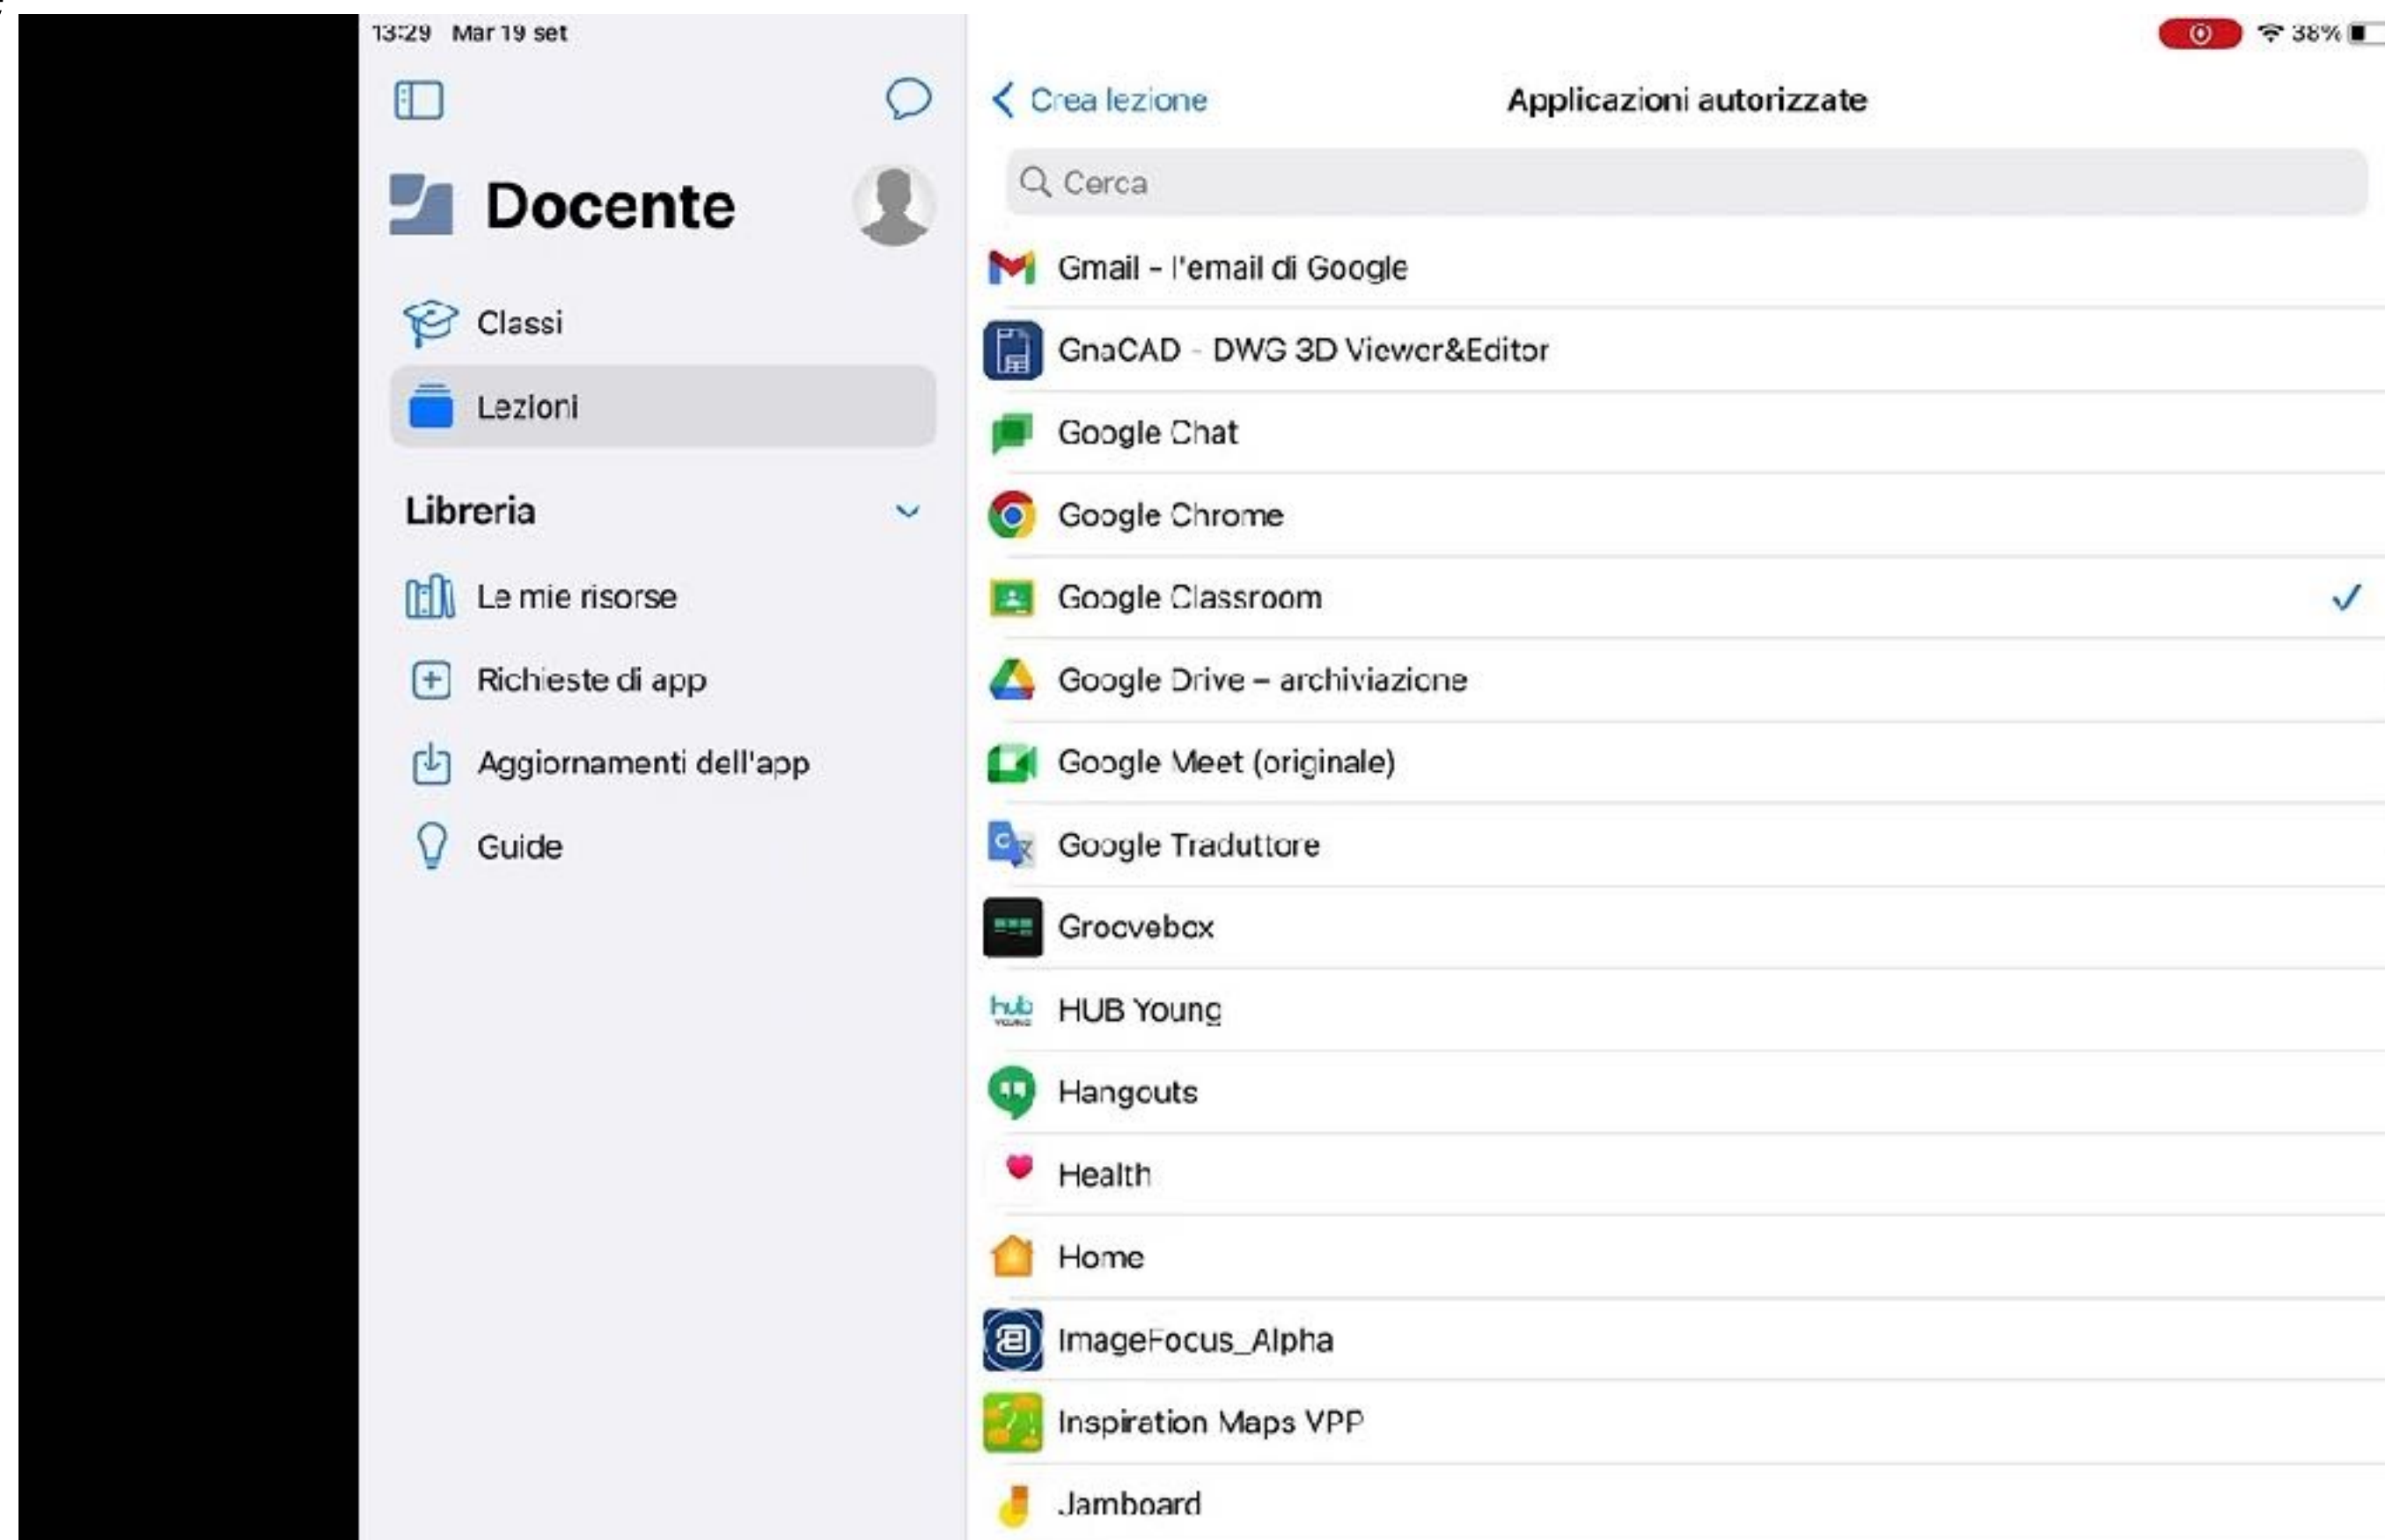 13:29 Mar 19 set
38%
Docente
Classi
Lezioni
Libreria
Le mie risorse
Richieste di app
Aggiornamenti dell'app
Guide
Crea lezione
Applicazioni autorizzate
Cerca
Gmail - l'email di Google
GnaCAD - DWG 3D Viewer&Editor
Google Chat
Google Chrome
Google Classroom
Google Drive – archiviazione
Google Meet (originale)
Google Traduttore
Groovebox
hub
YOUNG
HUB Young
Hangouts
Health
Home
ImageFocus_Alpha
Inspiration Maps VPP
Jamboard